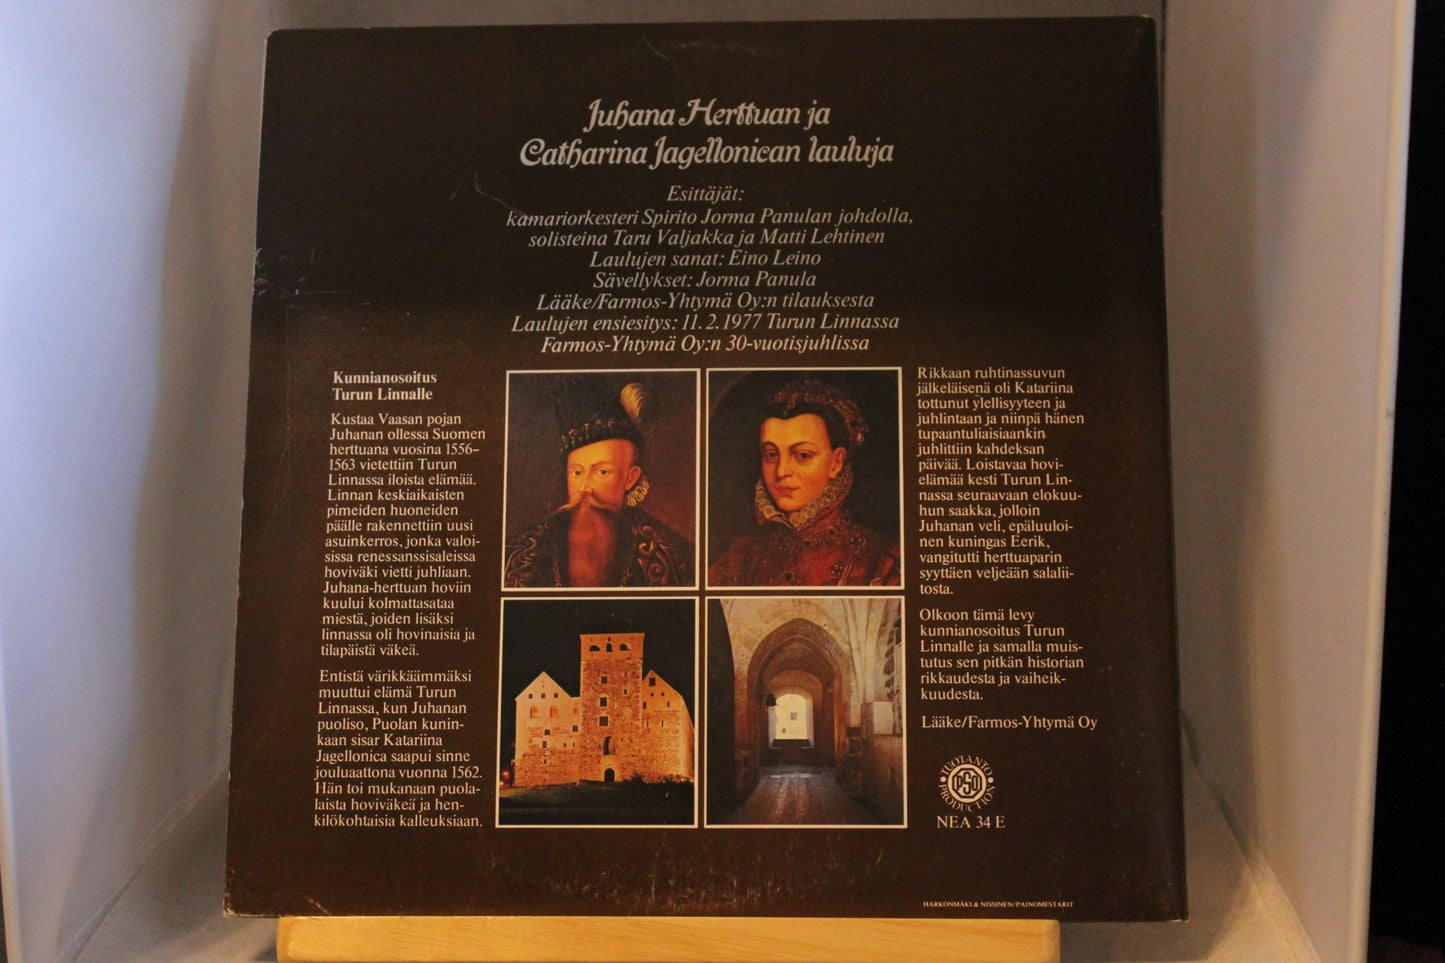 Juhana Herttuan ja
Catharina Jagellonican lauluja
Esittäjät:
kamariorkesteri Spirito Jorma Panulan johdolla,
solisteina Taru Valjakka ja Matti Lehtinen
Laulujen sanat: Eino Leino
Sävellykset: Jorma Panula
Lääke/Farmos-Yhtymä Oy:n tilauksesta
Laulujen ensiesitys: 11. 2. 1977 Turun Linnassa
Farmos-Yhtymä Oy:n 30-vuotisjuhlissa
Kunnianosoitus
Turun Linnalle
Kustaa Vaasan pojan
Juhanan ollessa Suomen
herttuana vuosina 1556–
1563 vietettiin Turun
Linnassa iloista elämää.
Linnan keskiaikaisten
pimeiden huoneiden
päälle rakennettiin uusi
asuinkerros, jonka valoi-
sissa renessanssisaleissa
hoviväki vietti juhliaan.
Juhana-herttuan hoviin
kuului kolmattasataa
miestä, joiden lisäksi
linnassa oli hovinaisia ja
tilapäistä väkeä.
Entistä värikkäämmäksi
muuttui elämä Turun
Linnassa, kun Juhanan
puoliso, Puolan kunin-
kaan sisar Katariina
Jagellonica saapui sinne
jouluaattona vuonna 1562.
Hän toi mukanaan puola-
laista hoviväkeä ja hen-
kilökohtaisia kalleuksiaan.
Rikkaan ruhtinassuvun
jälkeläisenä oli Katariina
tottunut ylellisyyteen ja
juhlintaan ja niinpä hänen
tupaantuliaisiaankin
juhlittiin kahdeksan
päivää. Loistavaa hovi-
elämää kesti Turun Lin-
nassa seuraavaan elokuu-
hun saakka, jolloin
Juhanan veli, epäluuloi-
nen kuningas Eerik,
vangitutti herttuaparin
syyttäen veljeään salalii-
tosta.
Olkoon tämä levy
kunnianosoitus Turun
Linnalle ja samalla muis-
tutus sen pitkän historian
rikkaudesta ja vaiheik-
kuudesta.
Lääke/Farmos-Yhtymä Oy
TUOTANTO
PSO
PRODUCTION
NEA 34 E
HARKONMÄKI & NISSINEN/PAINOMESTARIT